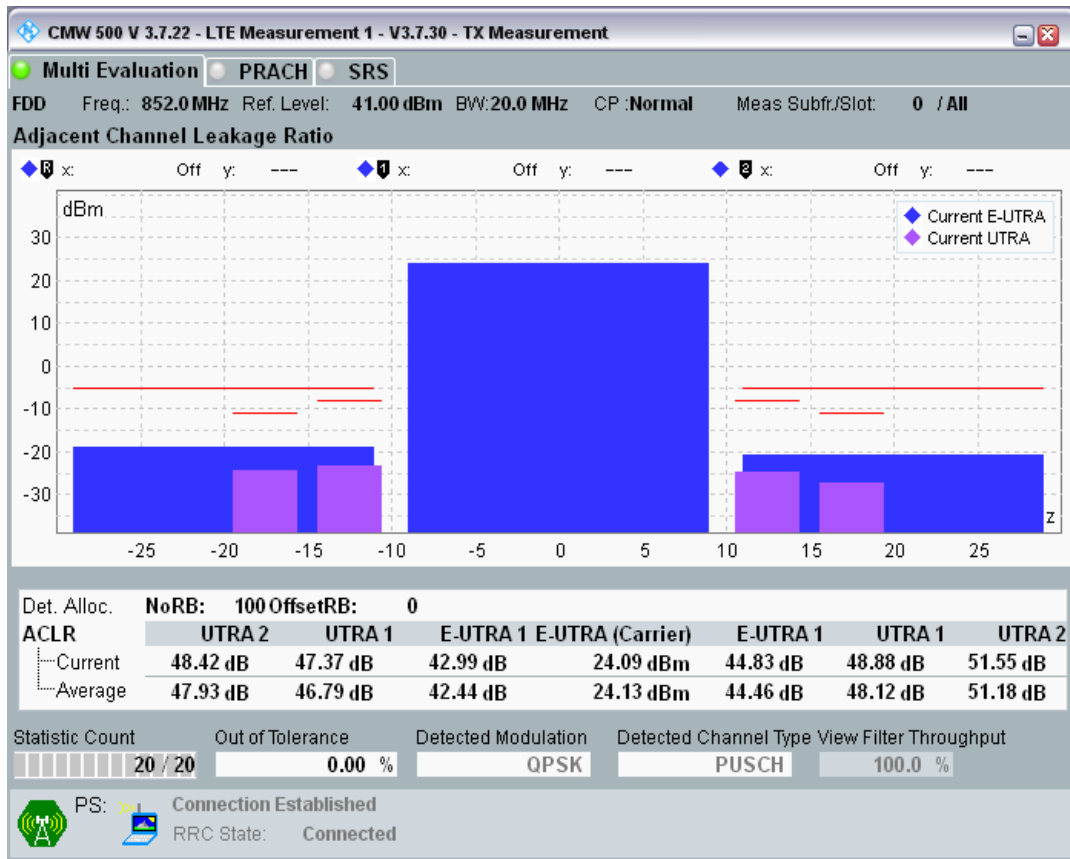 CMW 500 V 3.7.22 - LTE Measurement 1 - V3.7.30 - TX Measurement
Multi Evaluation PRACH SRS
FDD Freq.: 852.0 MHz Ref. Level: 41.00 dBm BW: 20.0 MHz CP : Normal Meas Subfr./Slot: 0 / All
Adjacent Channel Leakage Ratio
R x: Off y: --- 1 x: Off y: --- 2 x: Off y: ---
dBm
Current E-UTRA
Current UTRA
30
20
10
0
-10
-20
-30
z
-25 -20 -15 -10 -5 0 5 10 15 20 25
Det. Alloc. NoRB: 100 OffsetRB: 0
ACLR UTRA 2 UTRA 1 E-UTRA 1 E-UTRA (Carrier) E-UTRA 1 UTRA 1 UTRA 2
Current 48.42 dB 47.37 dB 42.99 dB 24.09 dBm 44.83 dB 48.88 dB 51.55 dB
Average 47.93 dB 46.79 dB 42.44 dB 24.13 dBm 44.46 dB 48.12 dB 51.18 dB
Statistic Count Out of Tolerance Detected Modulation Detected Channel Type View Filter Throughput
20 / 20 0.00 % QPSK PUSCH 100.0 %
PS: Connection Established
RRC State: Connected